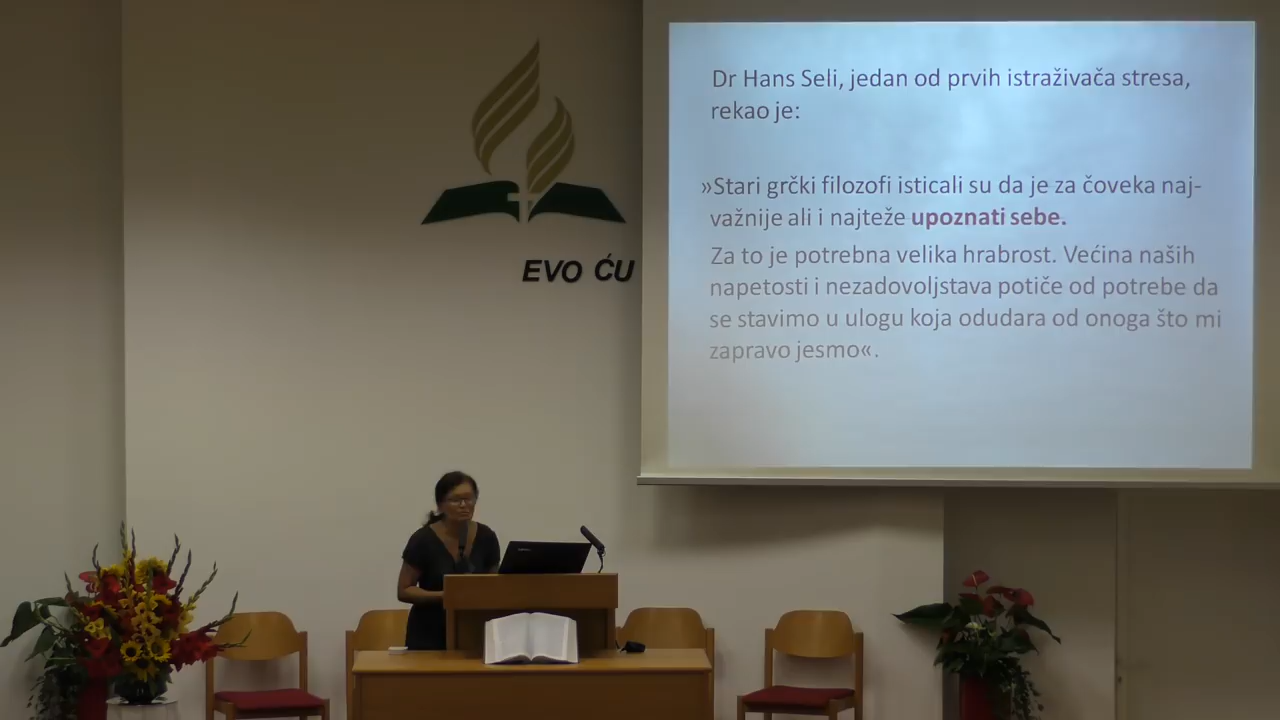 Dr Hans Seli, jedan od prvih istraživača stresa,
rekao je:
»Stari grčki filozofi isticali su da je za čoveka naj-
važnije ali i najteže upoznati sebe.
Za to je potrebna velika hrabrost. Većina naših
napetosti i nezadovoljstava potiče od potrebe da
se stavimo u ulogu koja odudara od onoga što mi
zapravo jesmo«.
EVO ĆU